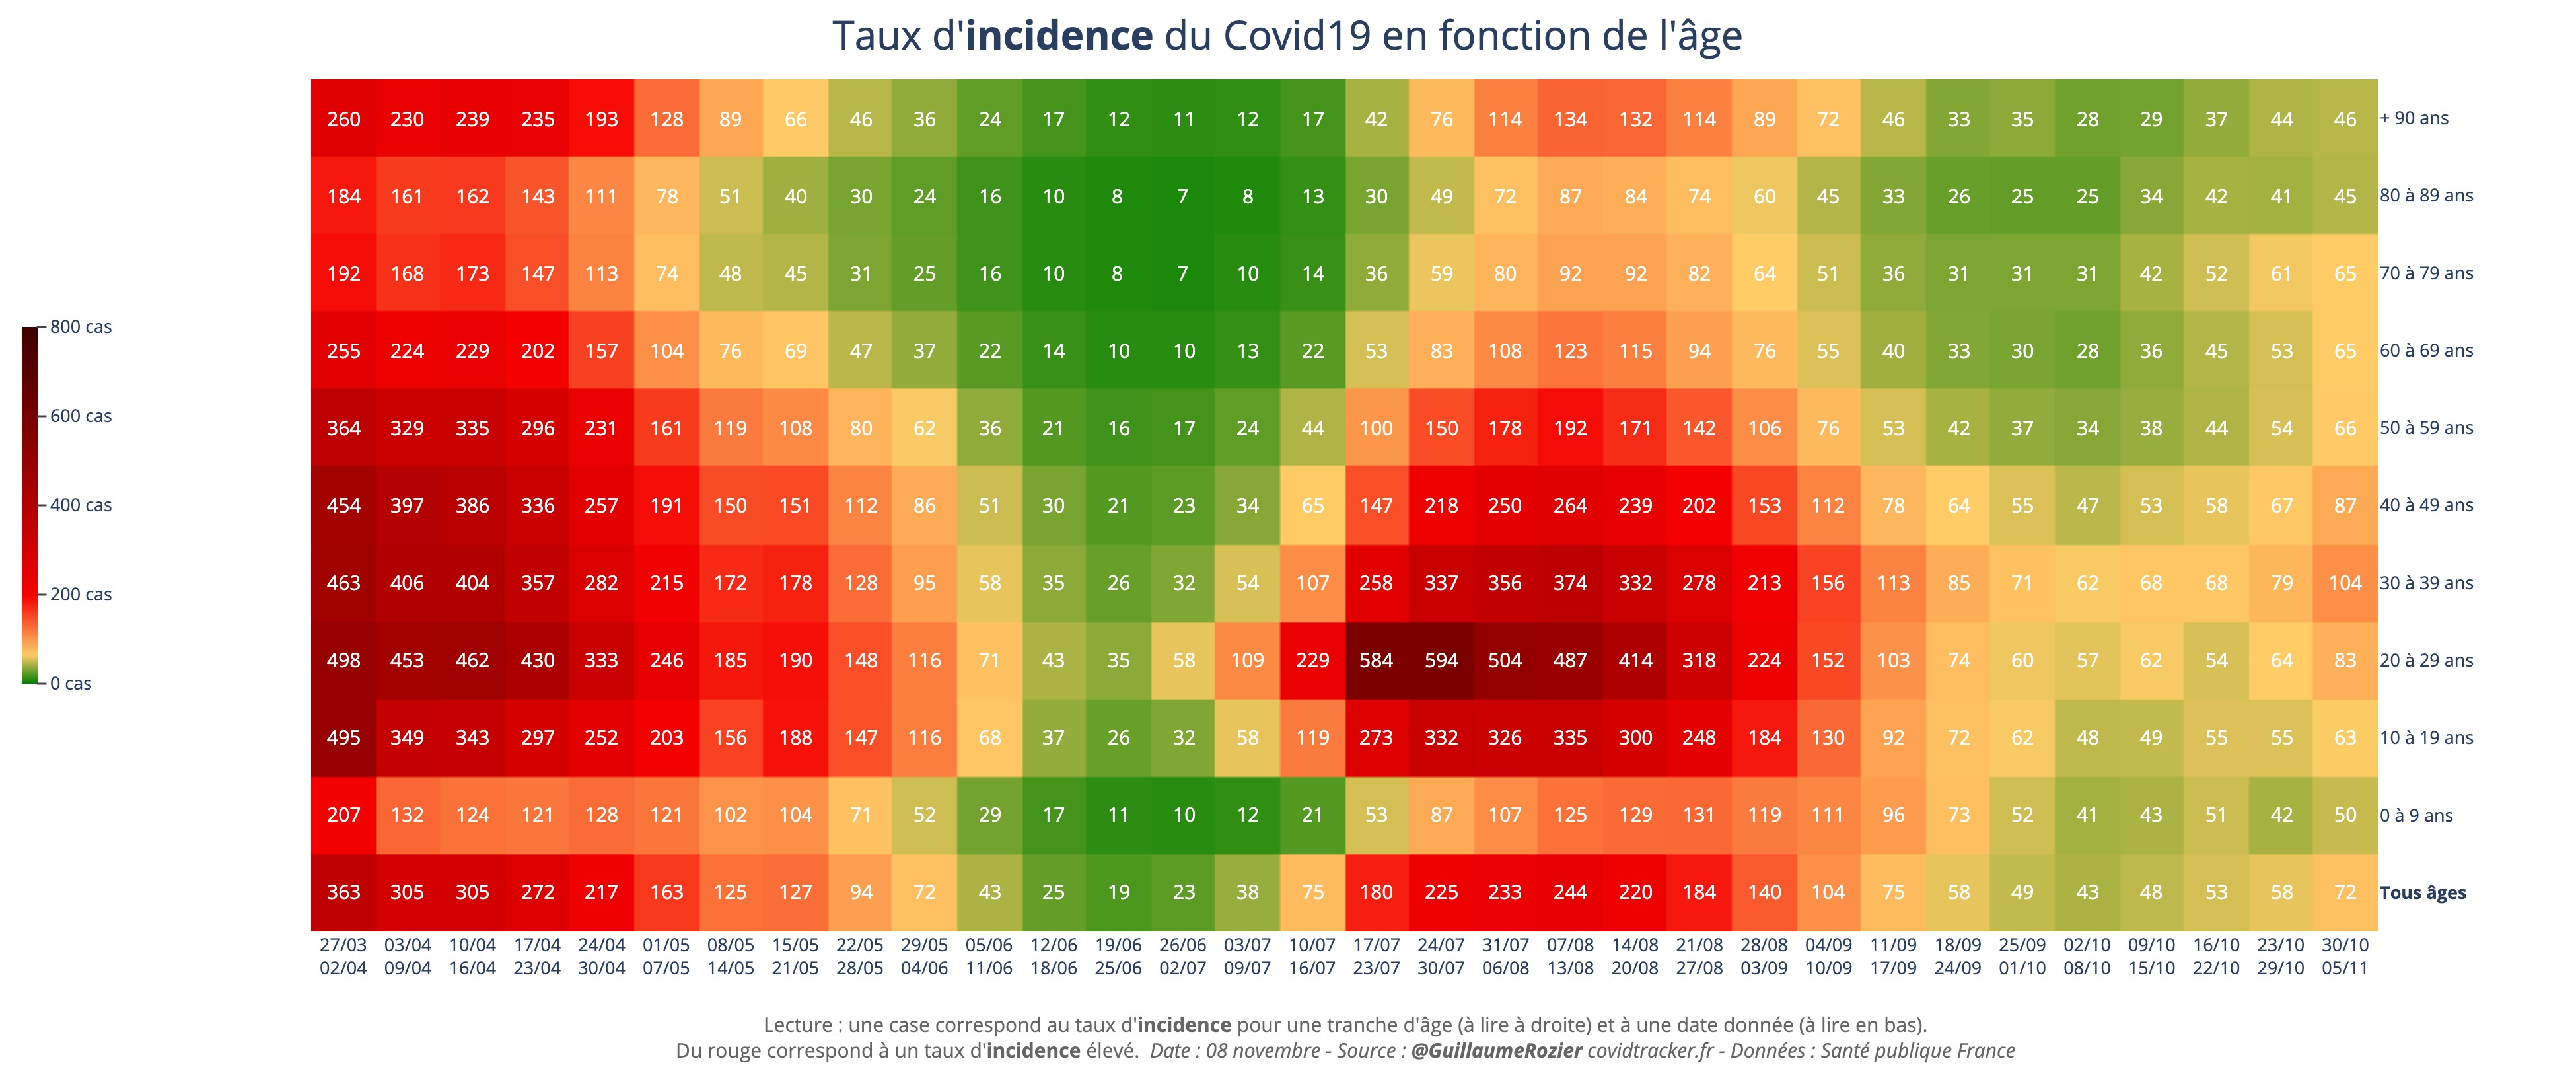 Taux d'incidence du Covid19 en fonction de l'âge
260 230 239 235 193 128 89 66 46 36 24 17 12 11 12 17 42 76 114 134 132 114 89 72 46 33 35 28 29 37 44 46 + 90 ans
184 161 162 143 111 78 51 40 30 24 16 10 8 7 8 13 30 49 72 87 84 74 60 45 33 26 25 25 34 42 41 45 80 à 89 ans
192 168 173 147 113 74 48 45 31 25 16 10 8 7 10 14 36 59 80 92 92 82 64 51 36 31 31 31 42 52 61 65 70 à 79 ans
800 cas
255 224 229 202 157 104 76 69 47 37 22 14 10 10 13 22 53 83 108 123 115 94 76 55 40 33 30 28 36 45 53 65 60 à 69 ans
600 cas
364 329 335 296 231 161 119 108 80 62 36 21 16 17 24 44 100 150 178 192 171 142 106 76 53 42 37 34 38 44 54 66 50 à 59 ans
400 cas
454 397 386 336 257 191 150 151 112 86 51 30 21 23 34 65 147 218 250 264 239 202 153 112 78 64 55 47 53 58 67 87 40 à 49 ans
200 cas
463 406 404 357 282 215 172 178 128 95 58 35 26 32 54 107 258 337 356 374 332 278 213 156 113 85 71 62 68 68 79 104 30 à 39 ans
0 cas
498 453 462 430 333 246 185 190 148 116 71 43 35 58 109 229 584 594 504 487 414 318 224 152 103 74 60 57 62 54 64 83 20 à 29 ans
495 349 343 297 252 203 156 188 147 116 68 37 26 32 58 119 273 332 326 335 300 248 184 130 92 72 62 48 49 55 55 63 10 à 19 ans
207 132 124 121 128 121 102 104 71 52 29 17 11 10 12 21 53 87 107 125 129 131 119 111 96 73 52 41 43 51 42 50 0 à 9 ans
363 305 305 272 217 163 125 127 94 72 43 25 19 23 38 75 180 225 233 244 220 184 140 104 75 58 49 43 48 53 58 72 Tous âges
27/03 03/04 10/04 17/04 24/04 01/05 08/05 15/05 22/05 29/05 05/06 12/06 19/06 26/06 03/07 10/07 17/07 24/07 31/07 07/08 14/08 21/08 28/08 04/09 11/09 18/09 25/09 02/10 09/10 16/10 23/10 30/10
02/04 09/04 16/04 23/04 30/04 07/05 14/05 21/05 28/05 04/06 11/06 18/06 25/06 02/07 09/07 16/07 23/07 30/07 06/08 13/08 20/08 27/08 03/09 10/09 17/09 24/09 01/10 08/10 15/10 22/10 29/10 05/11
Lecture : une case correspond au taux d'incidence pour une tranche d'âge (à lire à droite) et à une date donnée (à lire en bas).
Du rouge correspond à un taux d'incidence élevé. Date : 08 novembre - Source : @GuillaumeRozier covidtracker.fr - Données : Santé publique France